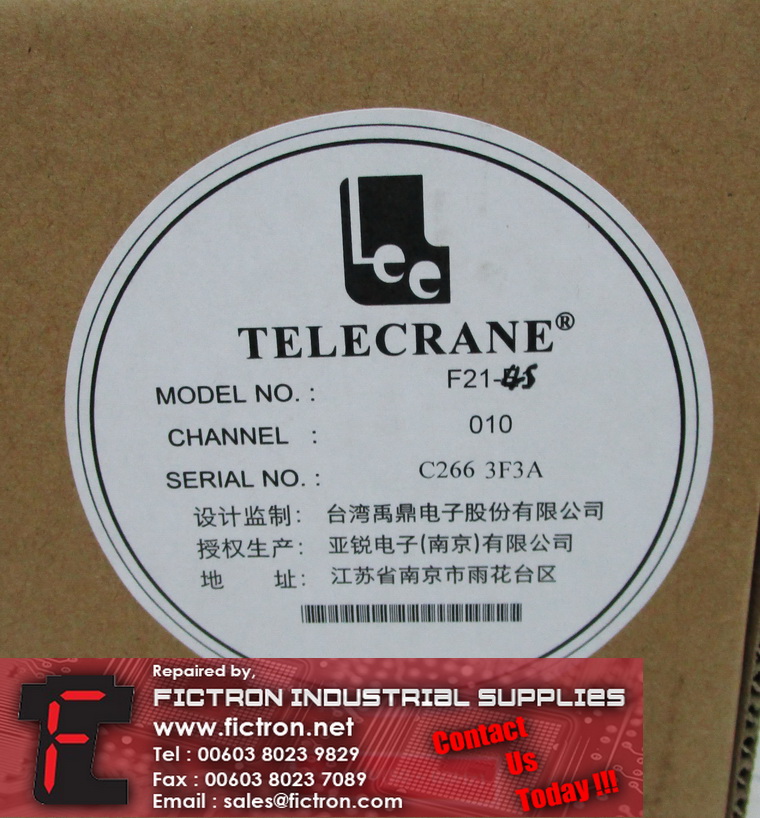 Lee
TELECRANE®
MODEL NO. : F21-
CHANNEL : 010
SERIAL NO. : C266 3F3A
设计监制: 台湾禹鼎电子股份有限公司
授权生产: 亚锐电子(南京)有限公司
地 址: 江苏省南京市雨花台区
Repaired by,
FICTRON INDUSTRIAL SUPPLIES
www.fictron.net
Tel : 00603 8023 9829
Fax : 00603 8023 7089
Email : sales@fictron.com
Contact
Us
Today !!!